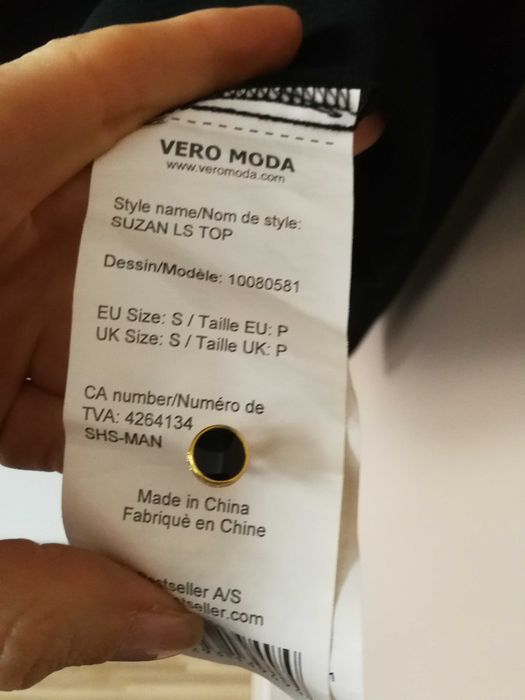 VERO MODA
www.veromoda.com
Style name/Nom de style:
SUZAN LS TOP
Dessin/Modèle: 10080581
EU Size: S / Taille EU: P
UK Size: S / Taille UK: P
CA number/Numéro de
TVA: 4264134
SHS-MAN
Made in China
Fabriquè en Chine
A/S